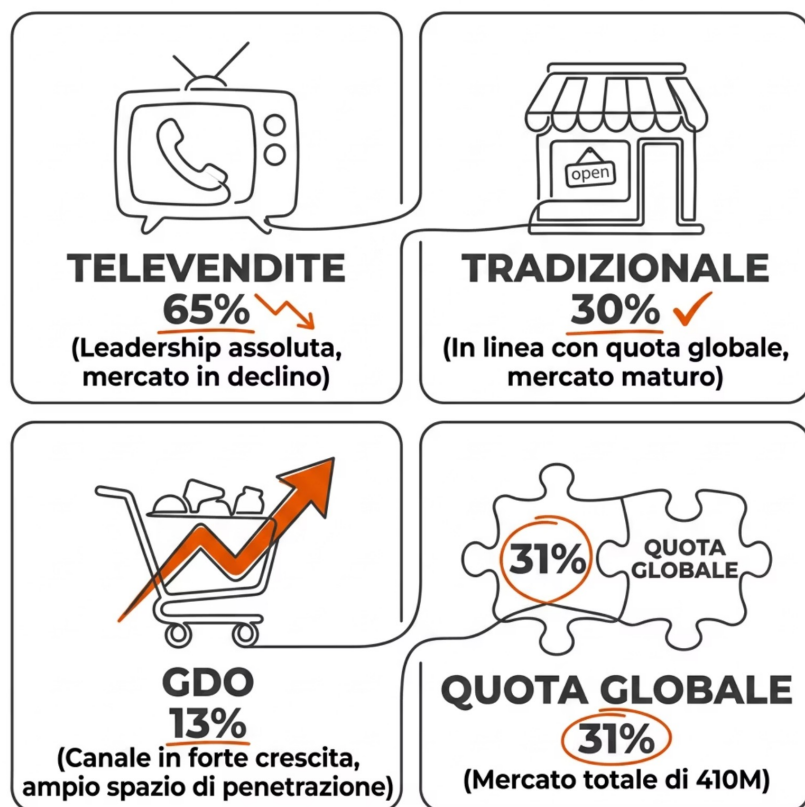 open
TELEVENDITE
65%
(Leadership assoluta,
mercato in declino)
TRADIZIONALE
30%
(In linea con quota globale,
mercato maturo)
GDO
13%
(Canale in forte crescita,
ampio spazio di penetrazione)
31%
QUOTA
GLOBALE
QUOTA GLOBALE
31%
(Mercato totale di 410M)